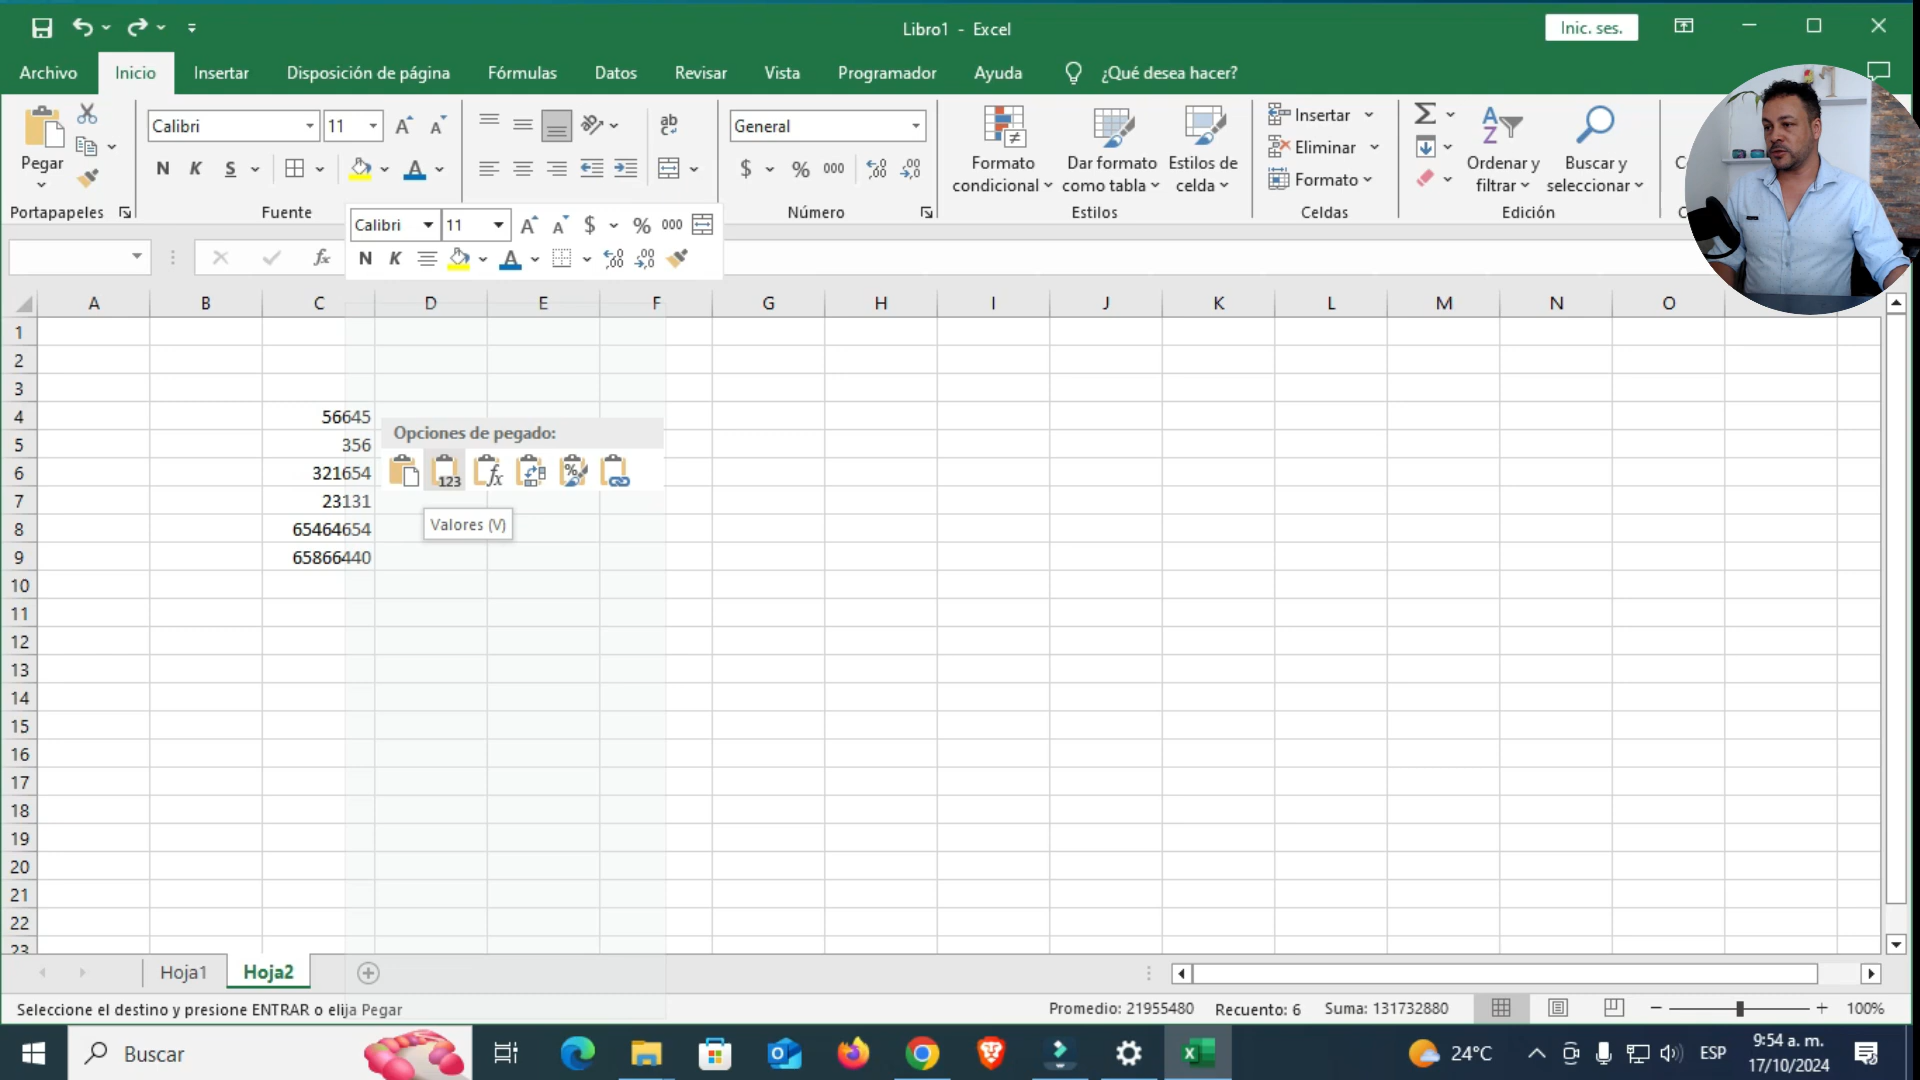 Libro1 - Excel
Inic. ses.
Archivo Inicio Insertar Disposición de página Fórmulas Datos Revisar Vista Programador Ayuda ¿Qué desea hacer?
Pegar
Portapapeles
Calibri 11
N K S
Fuente
ab
General
$ % 000
Número
Formato condicional
Dar formato como tabla
Estilos de celda
Estilos
Insertar
Eliminar
Formato
Celdas
Ordenar y filtrar
Buscar y seleccionar
Edición
Calibri 11 $ % 000
N K A
fx
A B C D E F G H I J K L M N O
1
2
3
4 56645
5 356
6 321654
7 23131
8 65464654
9 65866440
10
11
12
13
14
15
16
17
18
19
20
21
22
23
Opciones de pegado:
123
Valores (V)
Hoja1 Hoja2
Seleccione el destino y presione ENTRAR o elija Pegar
Promedio: 21955480 Recuento: 6 Suma: 131732880 100%
Buscar
24°C ESP
9:54 a. m.
17/10/2024